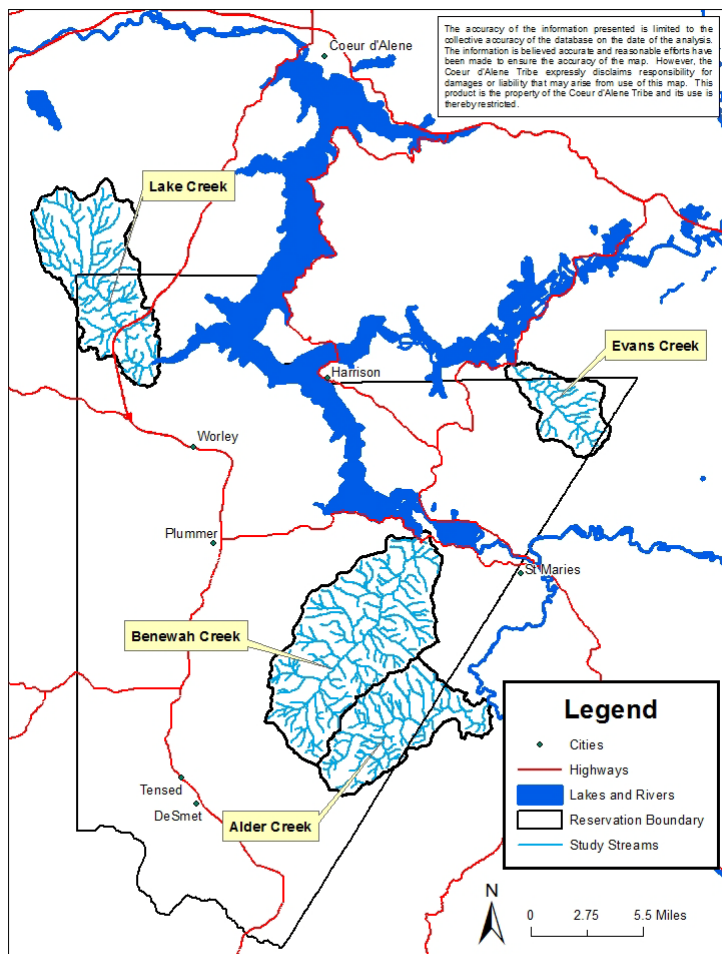 The accuracy of the information presented is limited to the
collective accuracy of the database on the date of the analysis.
The information is believed accurate and reasonable efforts have
been made to ensure the accuracy of the map. However, the
Coeur d'Alene Tribe expressly disclaims responsibility for
damages or liability that may arise from use of this map. This
product is the property of the Coeur d'Alene Tribe and its use is
thereby restricted.
Coeur d'Alene
Lake Creek
Evans Creek
Harrison
Worley
Plummer
St Maries
Benewah Creek
Tensed
DeSmet
Alder Creek
Legend
Cities
Highways
Lakes and Rivers
Reservation Boundary
Study Streams
N
0 2.75 5.5 Miles